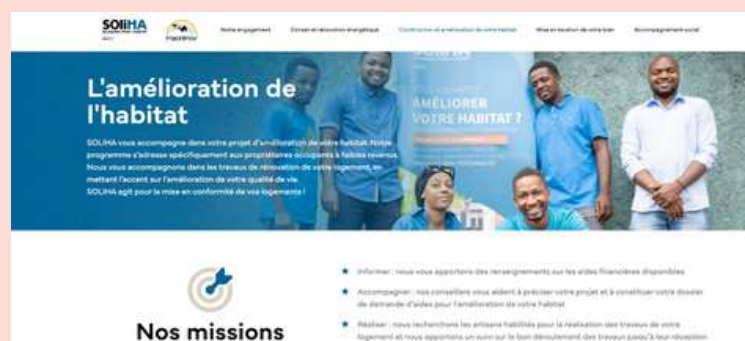 SOLIHA
Notre engagement Conseil et rénovation énergétique Construction et amélioration de votre habitat Mise en location de votre bien Accompagnement social
L'amélioration de
l'habitat
SOLIHA vous accompagne dans votre projet d'amélioration de votre habitat. Notre
programme s'adresse spécifiquement aux propriétaires occupants à faibles revenus.
Nous vous accompagnons dans les travaux de rénovation de votre logement, en
mettant l'accent sur l'amélioration de votre qualité de vie.
SOLIHA agit pour la mise en conformité de vos logements !
AMÉLIORER
VOTRE HABITAT ?
Nos missions
Informer : nous vous apportons des renseignements sur les aides financières disponibles
Accompagner : nos conseillers vous aident à préciser votre projet et à constituer votre dossier
de demande d'aides pour l'amélioration de votre habitat
Réaliser : nous recherchons les artisans habilités pour la réalisation des travaux de votre
logement et nous apportons un suivi sur le bon déroulement des travaux jusqu'à leur réception